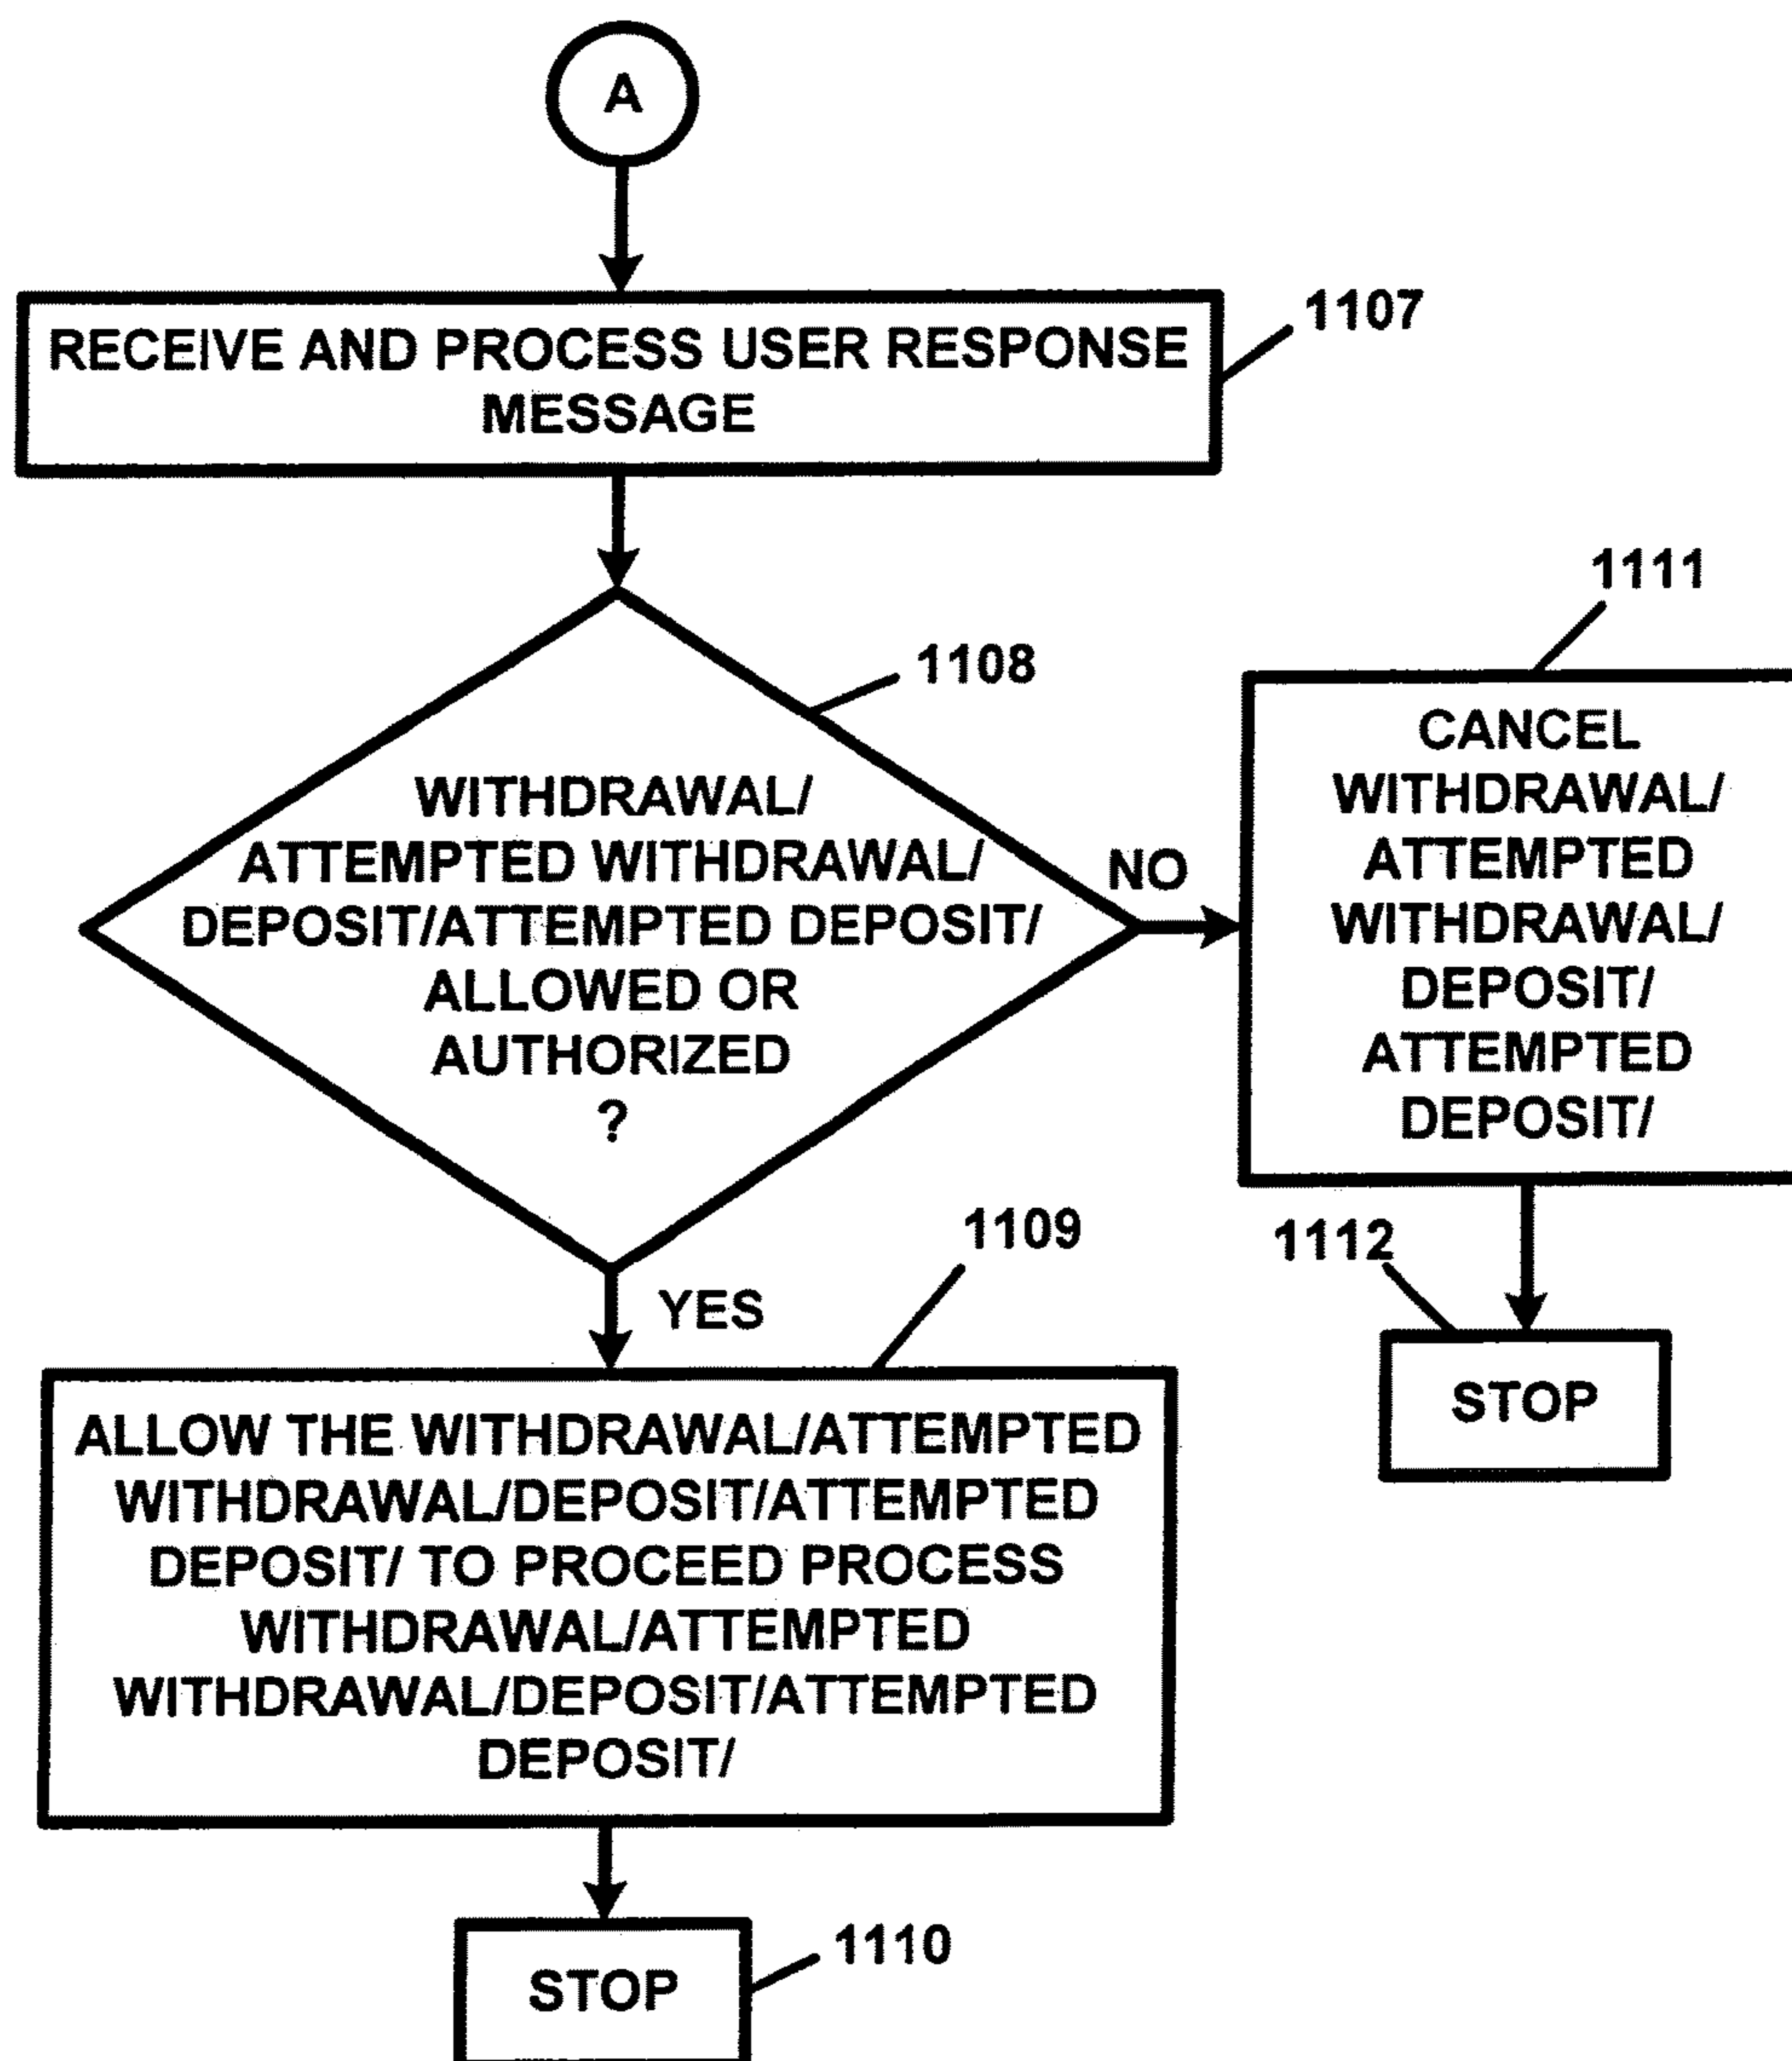 A
RECEIVE AND PROCESS USER RESPONSE
MESSAGE
1107
1108
WITHDRAWAL/
ATTEMPTED WITHDRAWAL/
DEPOSIT/ATTEMPTED DEPOSIT/
ALLOWED OR
AUTHORIZED
?
NO
1111
CANCEL
WITHDRAWAL/
ATTEMPTED
WITHDRAWAL/
DEPOSIT/
ATTEMPTED
DEPOSIT/
1112
STOP
YES
1109
ALLOW THE WITHDRAWAL/ATTEMPTED
WITHDRAWAL/DEPOSIT/ATTEMPTED
DEPOSIT/ TO PROCEED PROCESS
WITHDRAWAL/ATTEMPTED
WITHDRAWAL/DEPOSIT/ATTEMPTED
DEPOSIT/
STOP
1110